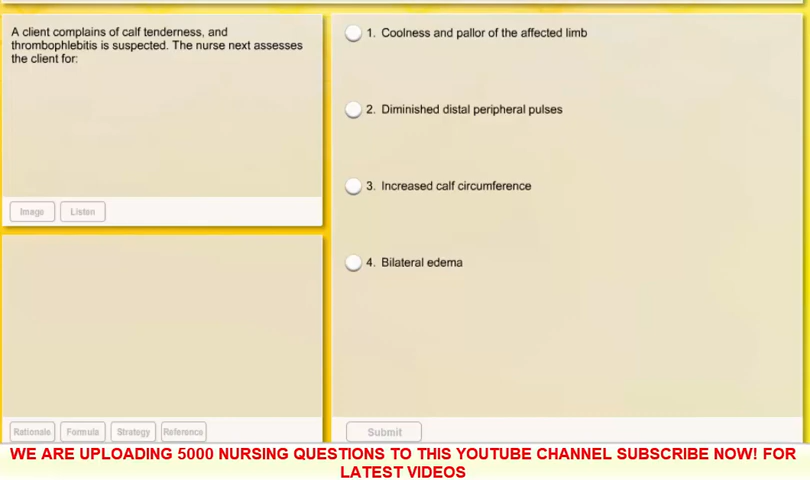 A client complains of calf tenderness, and
thrombophlebitis is suspected. The nurse next assesses
the client for:
1. Coolness and pallor of the affected limb
2. Diminished distal peripheral pulses
3. Increased calf circumference
4. Bilateral edema
Image Listen
Rationale Formula Strategy Reference
Submit
WE ARE UPLOADING 5000 NURSING QUESTIONS TO THIS YOUTUBE CHANNEL SUBSCRIBE NOW! FOR
LATEST VIDEOS